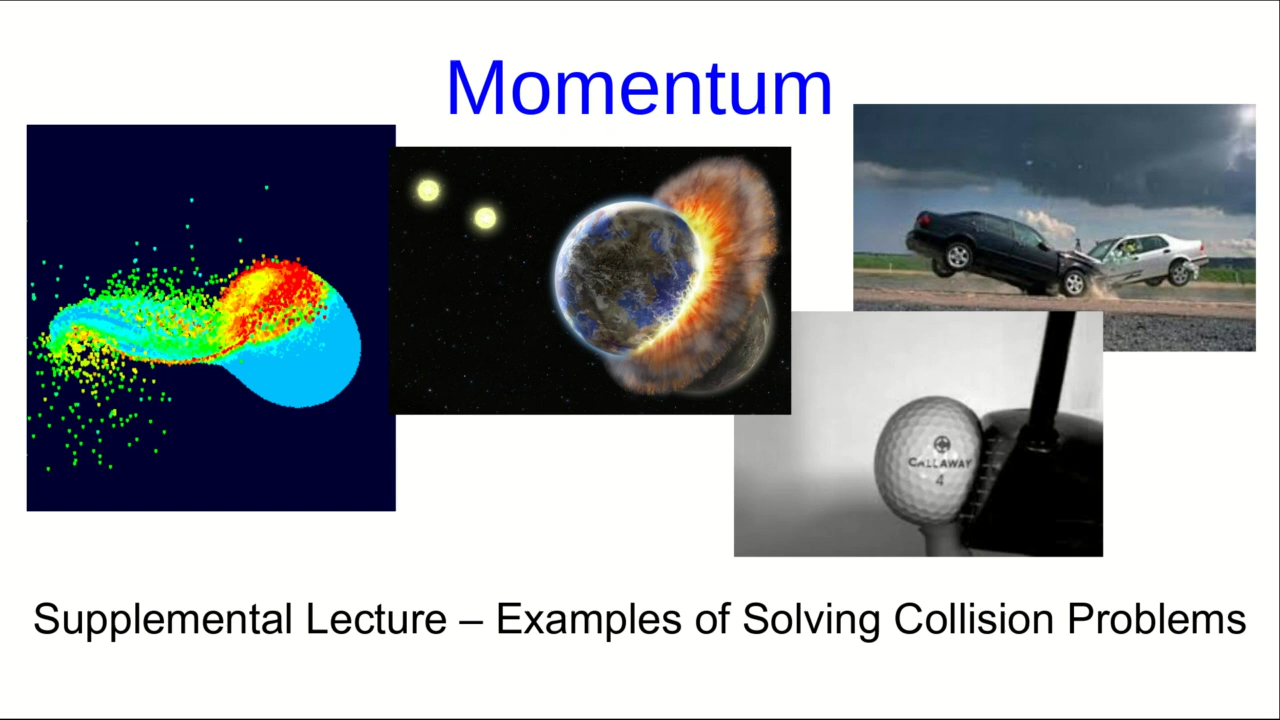 Momentum
CALLAWAY
4
Supplemental Lecture – Examples of Solving Collision Problems